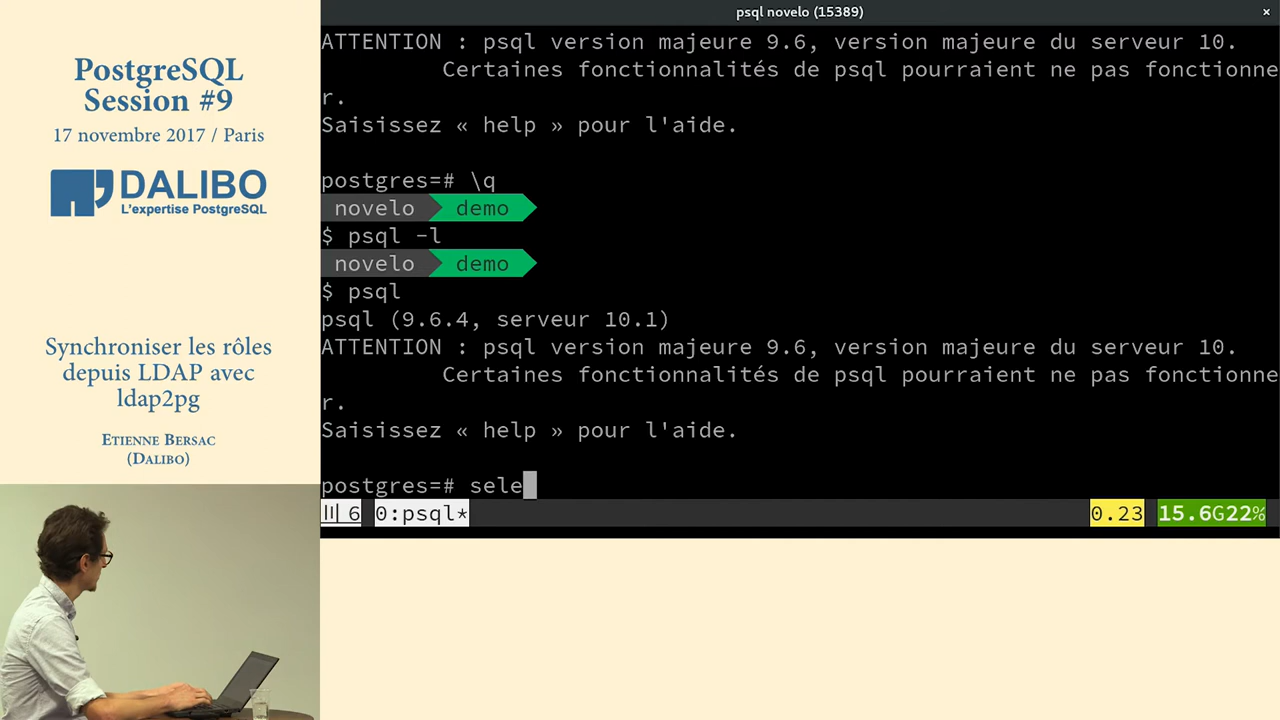 PostgreSQL
Session #9
17 novembre 2017 / Paris
DALIBO
L'expertise PostgreSQL
Synchroniser les rôles
depuis LDAP avec
ldap2pg
Etienne Bersac
(Dalibo)
psql novelo (15389)
×
ATTENTION : psql version majeure 9.6, version majeure du serveur 10.
Certaines fonctionnalités de psql pourraient ne pas fonctionne
r.
Saisissez « help » pour l'aide.
postgres=# \q
novelo demo
$ psql -l
novelo demo
$ psql
psql (9.6.4, serveur 10.1)
ATTENTION : psql version majeure 9.6, version majeure du serveur 10.
Certaines fonctionnalités de psql pourraient ne pas fonctionne
r.
Saisissez « help » pour l'aide.
postgres=# sele
6 0:psql* 0.23 15.6G22%